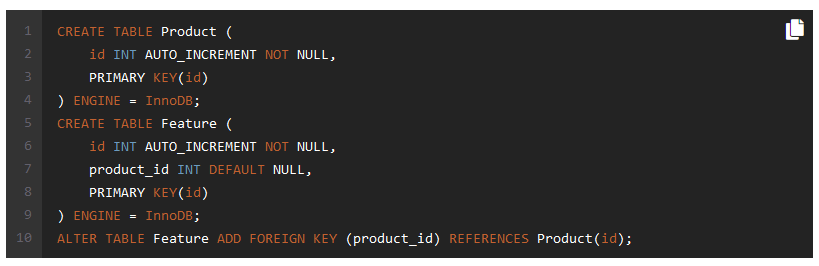 1 CREATE TABLE Product (
2 id INT AUTO_INCREMENT NOT NULL,
3 PRIMARY KEY(id)
4 ) ENGINE = InnoDB;
5 CREATE TABLE Feature (
6 id INT AUTO_INCREMENT NOT NULL,
7 product_id INT DEFAULT NULL,
8 PRIMARY KEY(id)
9 ) ENGINE = InnoDB;
10 ALTER TABLE Feature ADD FOREIGN KEY (product_id) REFERENCES Product(id);